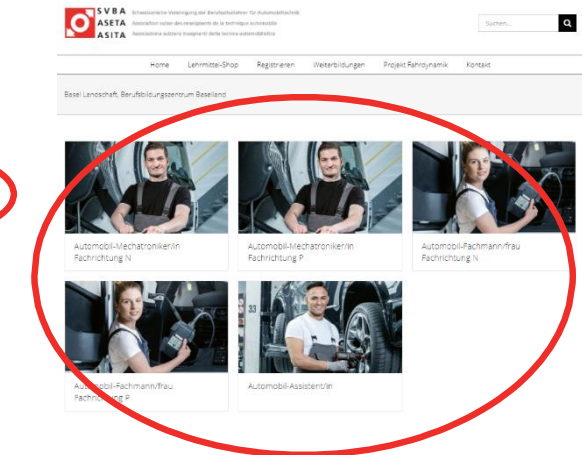 SVBA Schweizerische Vereinigung der Berufsschullehrer für Automobiltechnik
ASETA Association suisse des enseignants de la technique automobile
ASITA Associazione svizzera insegnanti della tecnica automobilistica
Suchen...
Home Lehrmittel-Shop Registrieren Weiterbildungen Projekt Fahrdynamik Kontakt
Basel Landschaft, Berufsbildungszentrum Baselland
Automobil-Mechatroniker/in
Fachrichtung N
Automobil-Mechatroniker/in
Fachrichtung P
Automobil-Fachmann/frau
Fachrichtung N
33
Automobil-Fachmann/frau
Fachrichtung P
Automobil-Assistent/in